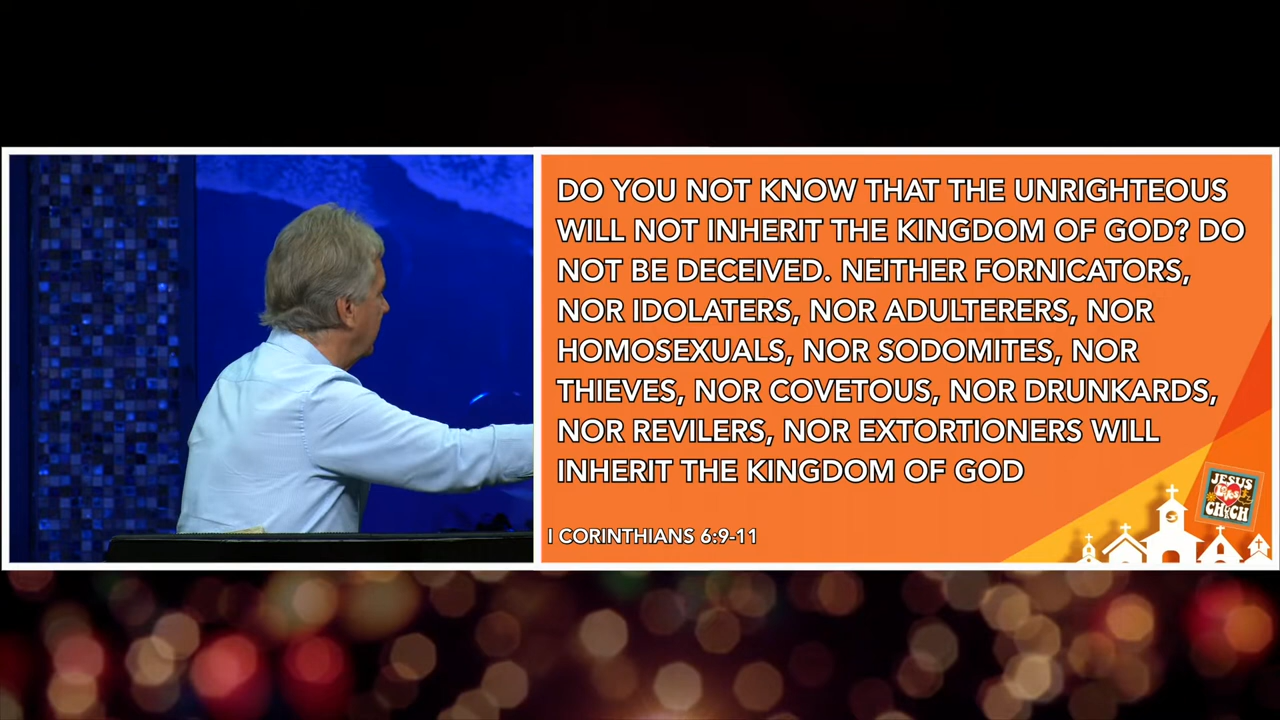 DO YOU NOT KNOW THAT THE UNRIGHTEOUS
WILL NOT INHERIT THE KINGDOM OF GOD? DO
NOT BE DECEIVED. NEITHER FORNICATORS,
NOR IDOLATERS, NOR ADULTERERS, NOR
HOMOSEXUALS, NOR SODOMITES, NOR
THIEVES, NOR COVETOUS, NOR DRUNKARDS,
NOR REVILERS, NOR EXTORTIONERS WILL
INHERIT THE KINGDOM OF GOD
I CORINTHIANS 6:9-11
JESUS
Loves
CH
CH